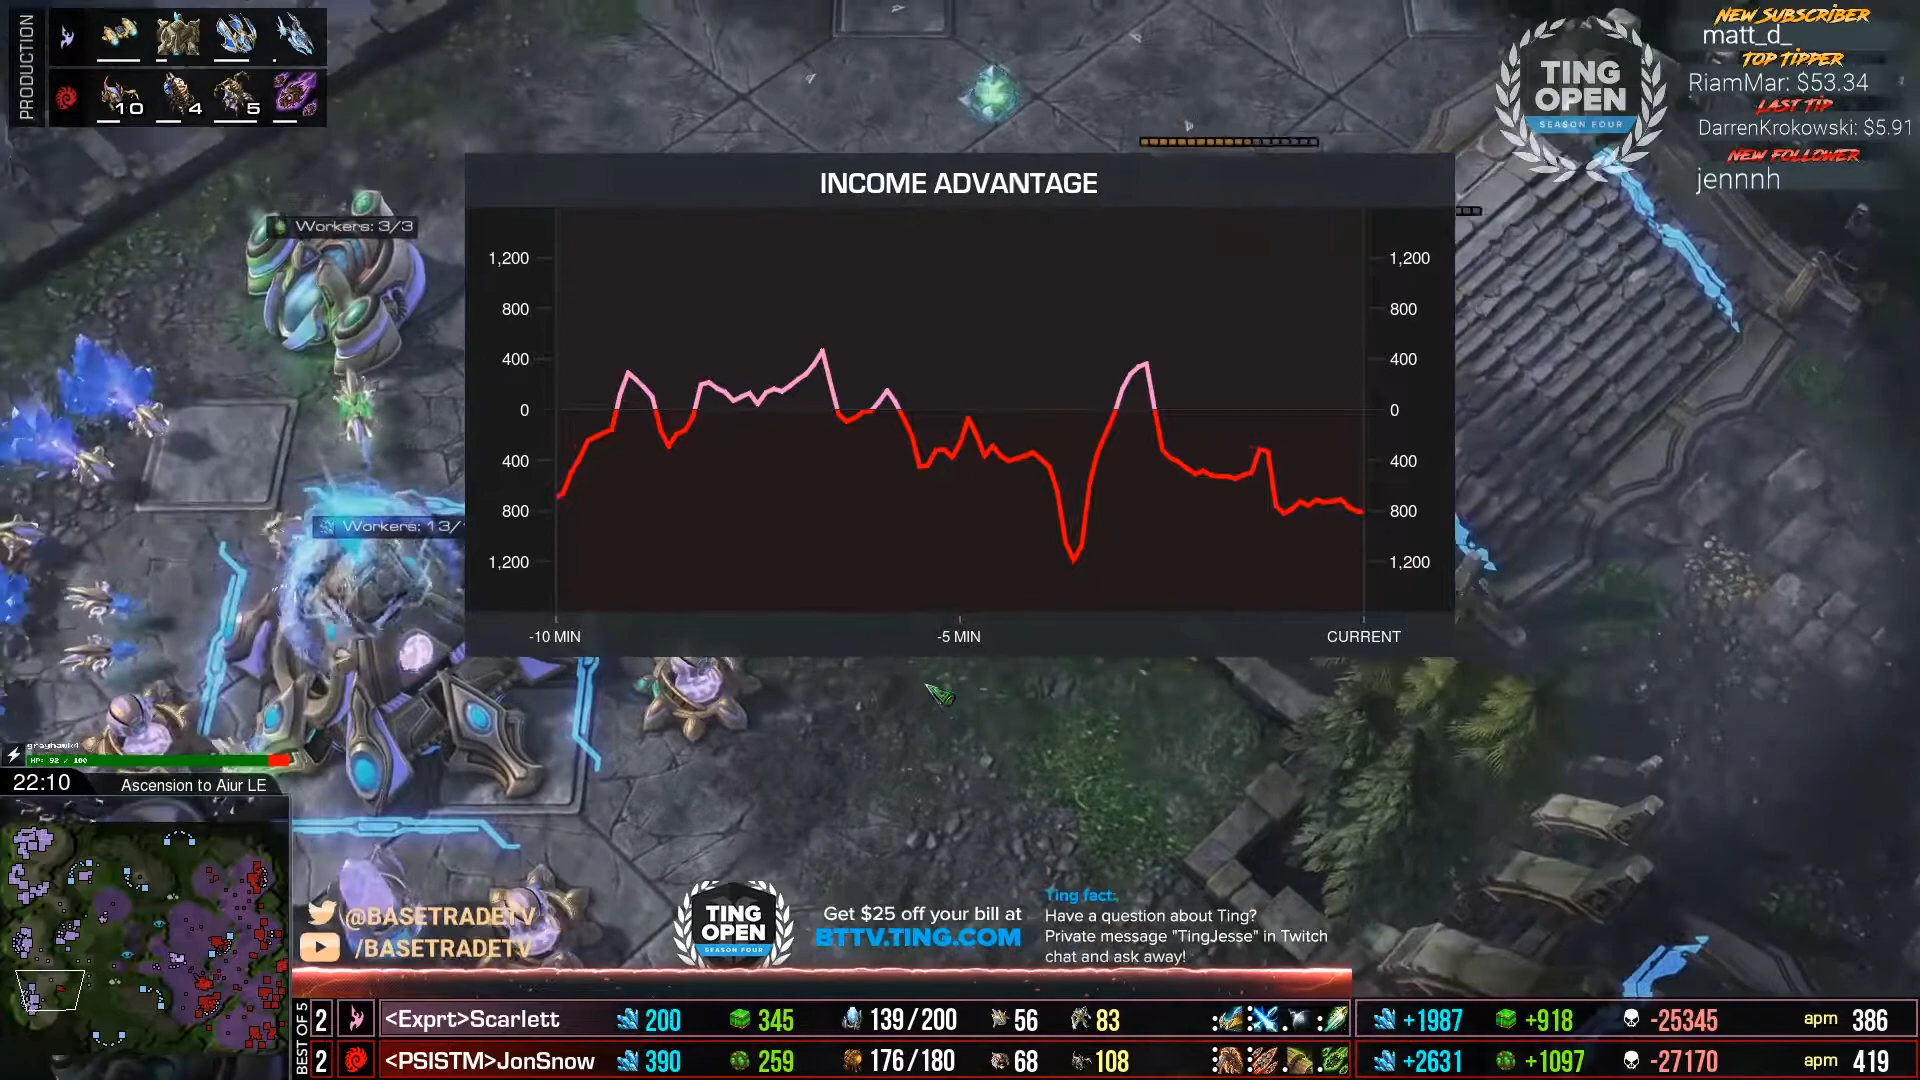 PRODUCTION
10 4 5
NEW SUBSCRIBER
matt_d_
TOP TIPPER
RiamMar: $53.34
LAST TIP
DarrenKrokowski: $5.91
NEW FOLLOWER
jennnh
TING
OPEN
SEASON FOUR
Workers: 3/3
Workers: 13/
INCOME ADVANTAGE
1,200 1,200
800 800
400 400
0 0
400 400
800 800
1,200 1,200
-10 MIN -5 MIN CURRENT
grayhawk4
HP: 92 / 100
22:10 Ascension to Aiur LE
@BASETRADETV
/BASETRADETV
TING
OPEN
SEASON FOUR
Get $25 off your bill at
BTTV.TING.COM
Ting fact:
Have a question about Ting?
Private message "TingJesse" in Twitch
chat and ask away!
BEST OF 5
2 <Exprt>Scarlett 200 345 139/200 56 83 +1987 +918 -25345 apm 386
2 <PSISTM>JonSnow 390 259 176/180 68 108 +2631 +1097 -27170 apm 419